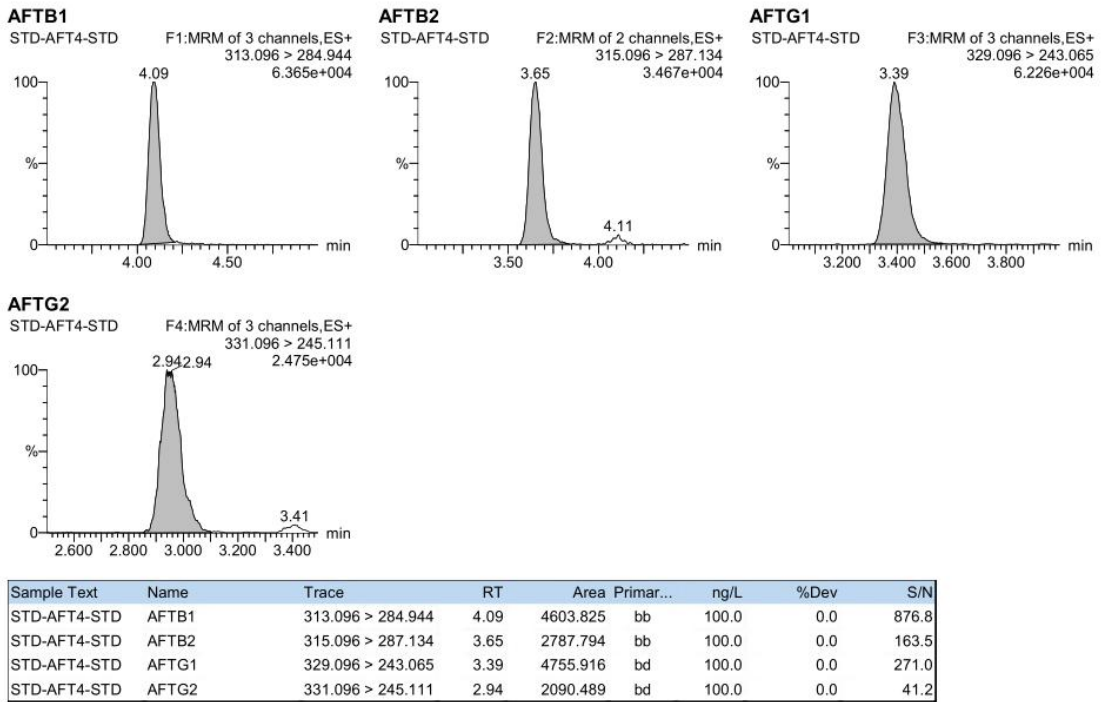 AFTB1
STD-AFT4-STD F1:MRM of 3 channels,ES+
313.096 > 284.944
6.365e+004
4.09
100
%
0
4.00 4.50 min
AFTB2
STD-AFT4-STD F2:MRM of 2 channels,ES+
315.096 > 287.134
3.467e+004
3.65
100
%
4.11
0
3.50 4.00 min
AFTG1
STD-AFT4-STD F3:MRM of 3 channels,ES+
329.096 > 243.065
6.226e+004
3.39
100
%
0
3.200 3.400 3.600 3.800 min
AFTG2
STD-AFT4-STD F4:MRM of 3 channels,ES+
331.096 > 245.111
2.475e+004
2.94 2.94
100
%
3.41
0
2.600 2.800 3.000 3.200 3.400 min
Sample Text Name Trace RT Area Primar... ng/L %Dev S/N
STD-AFT4-STD AFTB1 313.096 > 284.944 4.09 4603.825 bb 100.0 0.0 876.8
STD-AFT4-STD AFTB2 315.096 > 287.134 3.65 2787.794 bb 100.0 0.0 163.5
STD-AFT4-STD AFTG1 329.096 > 243.065 3.39 4755.916 bd 100.0 0.0 271.0
STD-AFT4-STD AFTG2 331.096 > 245.111 2.94 2090.489 bd 100.0 0.0 41.2